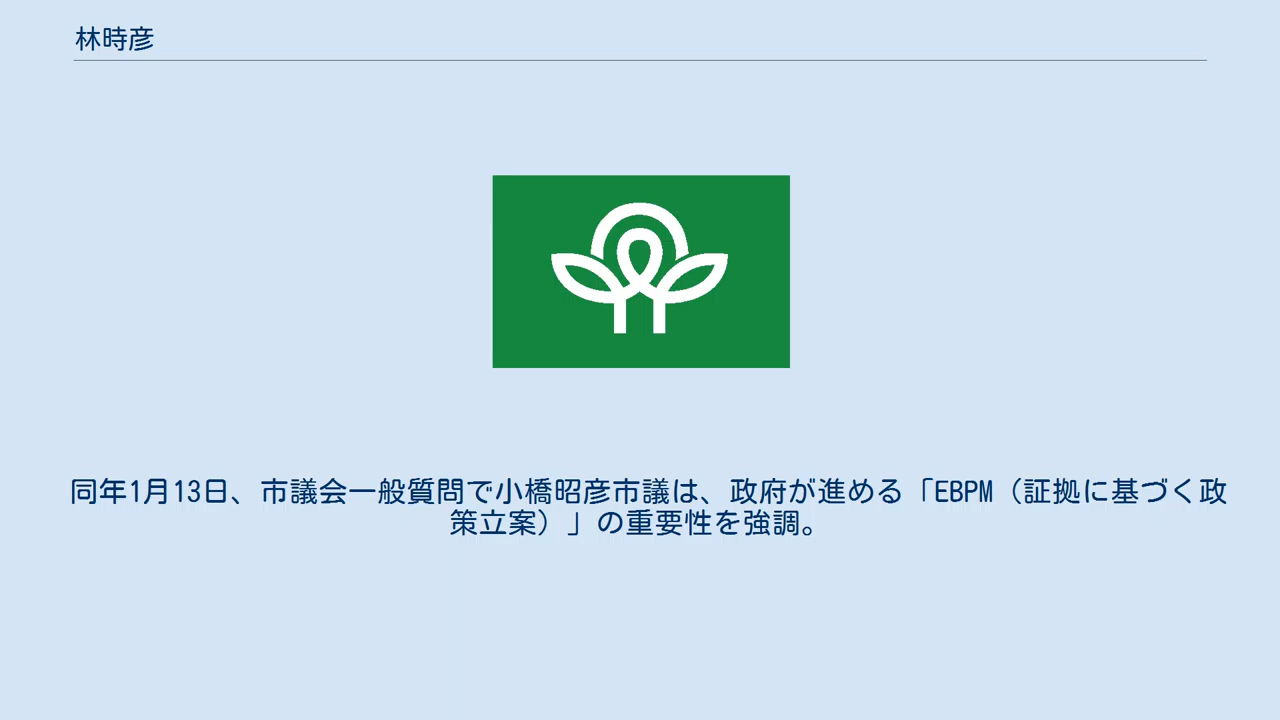 林時彦
同年1月13日、市議会一般質問で小橋昭彦市議は、政府が進める「EBPM（証拠に基づく政
策立案）」の重要性を強調。